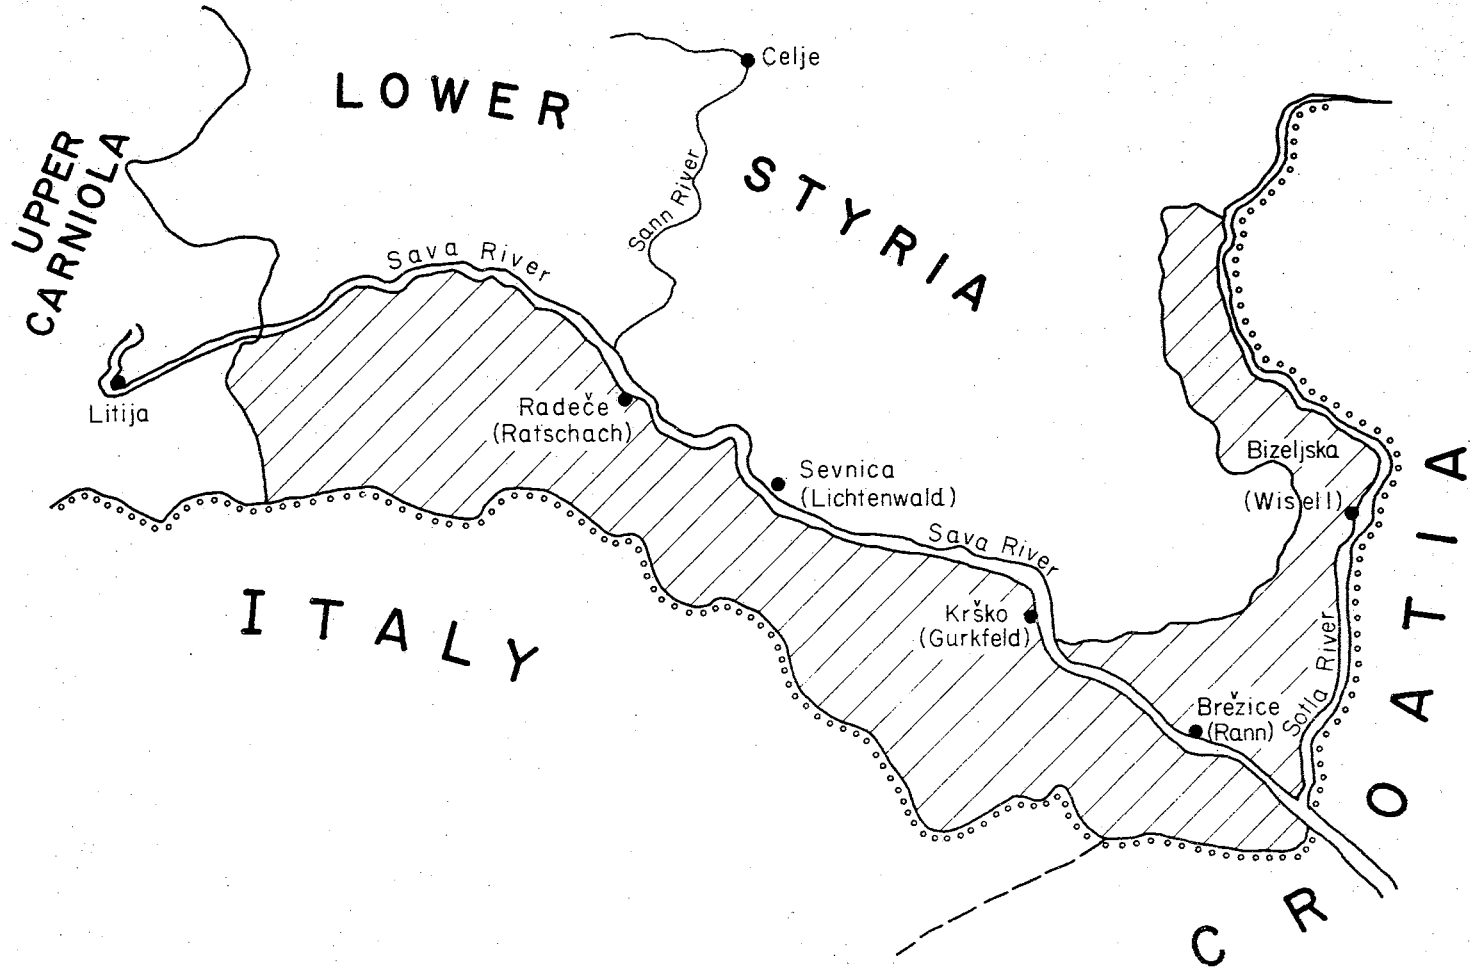 Celje
LOWER
STYRIA
UPPER
CARNIOLA
Sann River
Sava River
Litija
Radeče
(Ratschach)
Sevnica
(Lichtenwald)
Bizeljska
(Wisell)
Sava River
Krško
(Gurkfeld)
ITALY
Sotla River
Brežice
(Rann)
CROATIA